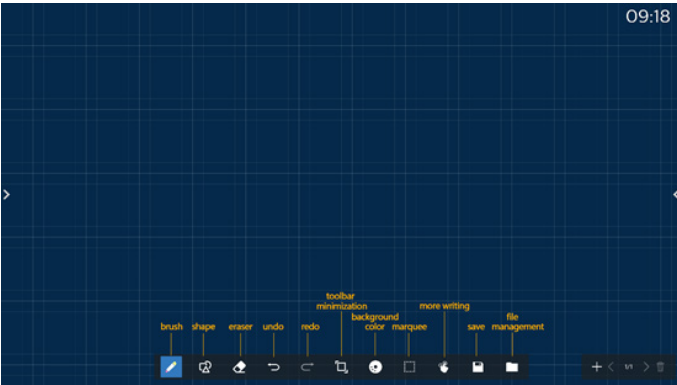 09:18
toolbar
minimization
more writing
background
color
file
management
brush
shape
eraser
undo
redo
marquee
save
1/1